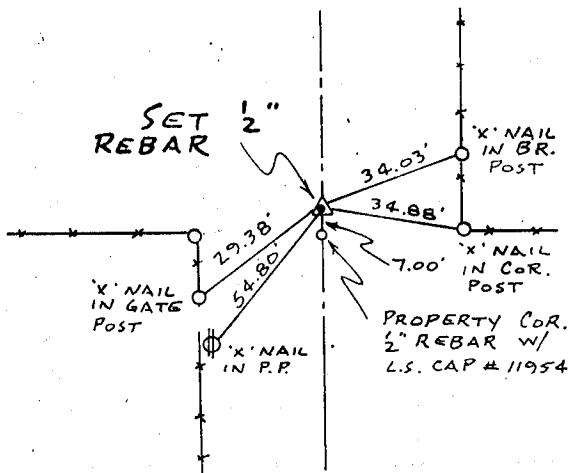 SET 1/2"
REBAR
'X' NAIL
IN BR.
POST
34.03'
34.88'
29.38'
54.80'
7.00'
'X' NAIL
IN COR.
POST
'X' NAIL
IN GATE
POST
'X' NAIL
IN P.P.
PROPERTY COR.
1/2" REBAR W/
L.S. CAP # 11954